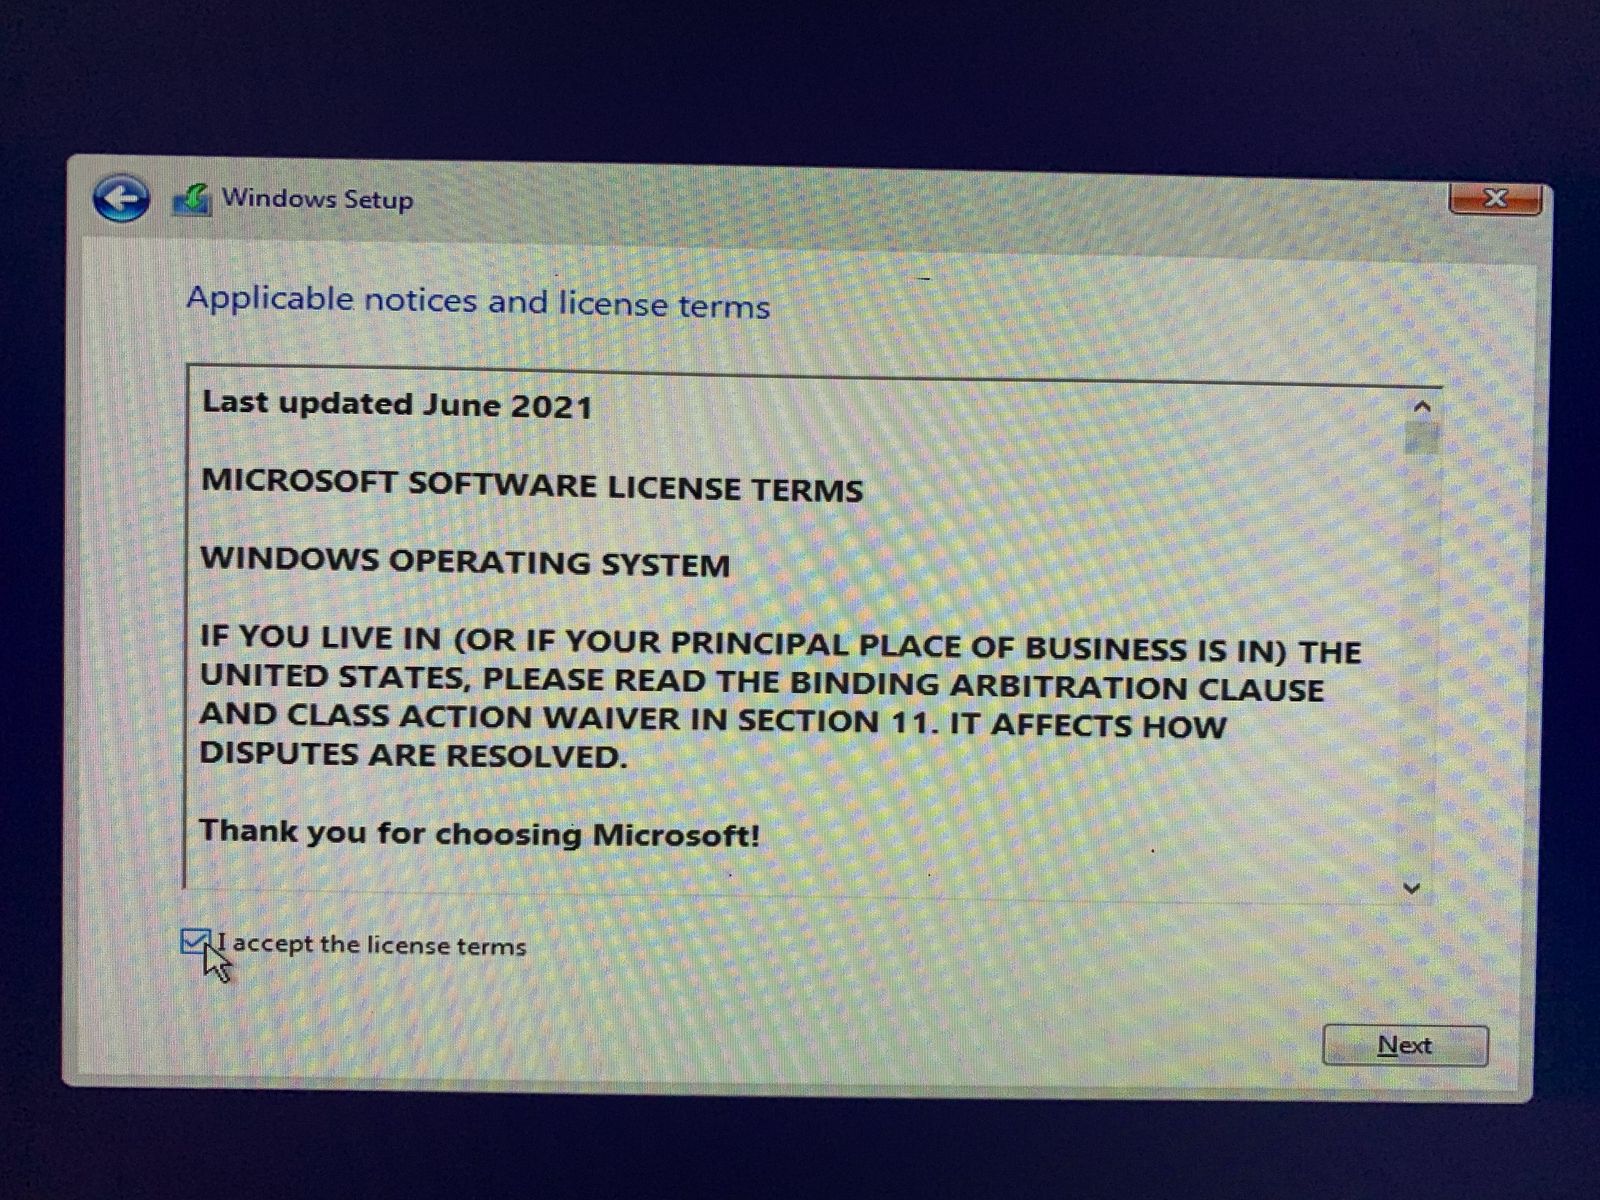 Windows Setup
Applicable notices and license terms
Last updated June 2021
MICROSOFT SOFTWARE LICENSE TERMS
WINDOWS OPERATING SYSTEM
IF YOU LIVE IN (OR IF YOUR PRINCIPAL PLACE OF BUSINESS IS IN) THE
UNITED STATES, PLEASE READ THE BINDING ARBITRATION CLAUSE
AND CLASS ACTION WAIVER IN SECTION 11. IT AFFECTS HOW
DISPUTES ARE RESOLVED.
Thank you for choosing Microsoft!
I accept the license terms
Next